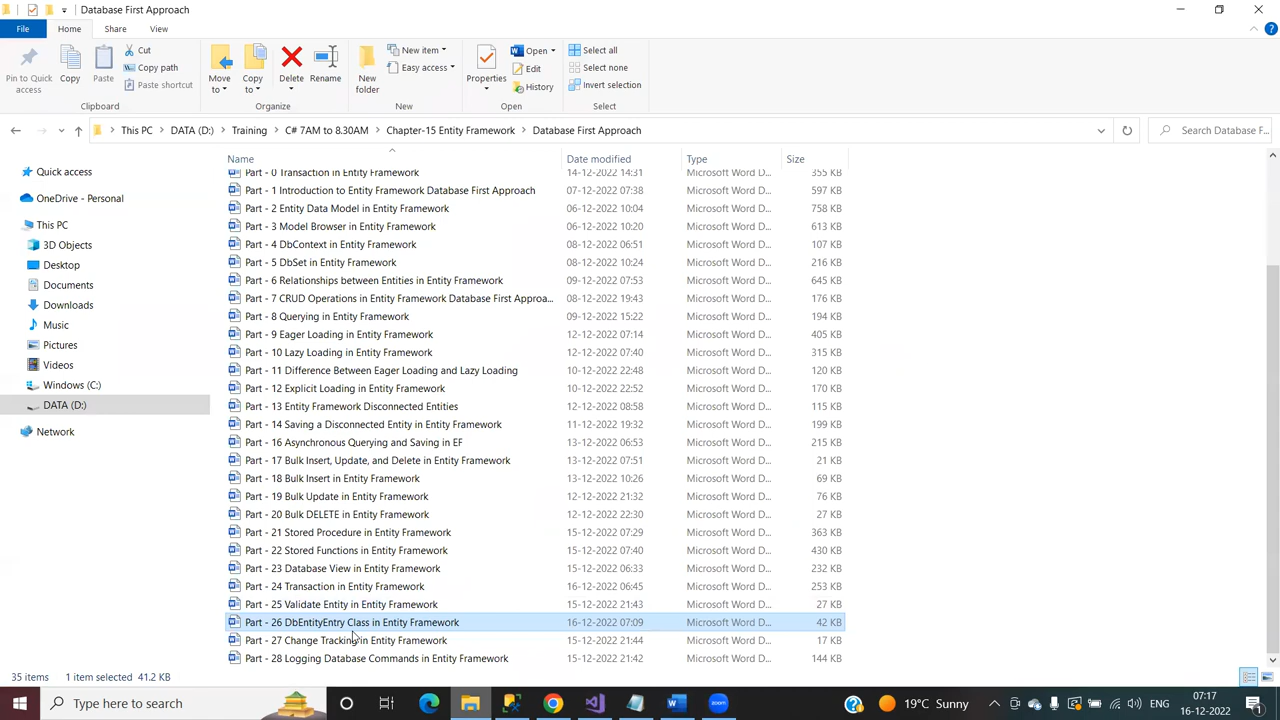 Database First Approach
File
Home
Share
View
Pin to Quick access
Copy
Paste
Cut
Copy path
Paste shortcut
Clipboard
Move to
Copy to
Delete
Rename
Organize
New folder
New item
Easy access
New
Properties
Open
Edit
History
Open
Select all
Select none
Invert selection
Select
This PC > DATA (D:) > Training > C# 7AM to 8.30AM > Chapter-15 Entity Framework > Database First Approach
Search Database F...
Quick access
OneDrive - Personal
This PC
3D Objects
Desktop
Documents
Downloads
Music
Pictures
Videos
Windows (C:)
DATA (D:)
Network
Name Date modified Type Size
Part - 0 Transaction in Entity Framework 14-12-2022 14:31 Microsoft Word D... 355 KB
Part - 1 Introduction to Entity Framework Database First Approach 07-12-2022 07:38 Microsoft Word D... 597 KB
Part - 2 Entity Data Model in Entity Framework 06-12-2022 10:04 Microsoft Word D... 758 KB
Part - 3 Model Browser in Entity Framework 06-12-2022 10:20 Microsoft Word D... 613 KB
Part - 4 DbContext in Entity Framework 08-12-2022 06:51 Microsoft Word D... 107 KB
Part - 5 DbSet in Entity Framework 08-12-2022 10:24 Microsoft Word D... 216 KB
Part - 6 Relationships between Entities in Entity Framework 09-12-2022 07:53 Microsoft Word D... 645 KB
Part - 7 CRUD Operations in Entity Framework Database First Approa... 08-12-2022 19:43 Microsoft Word D... 176 KB
Part - 8 Querying in Entity Framework 09-12-2022 15:22 Microsoft Word D... 194 KB
Part - 9 Eager Loading in Entity Framework 12-12-2022 07:14 Microsoft Word D... 405 KB
Part - 10 Lazy Loading in Entity Framework 12-12-2022 07:40 Microsoft Word D... 315 KB
Part - 11 Difference Between Eager Loading and Lazy Loading 10-12-2022 22:48 Microsoft Word D... 120 KB
Part - 12 Explicit Loading in Entity Framework 10-12-2022 22:52 Microsoft Word D... 170 KB
Part - 13 Entity Framework Disconnected Entities 12-12-2022 08:58 Microsoft Word D... 115 KB
Part - 14 Saving a Disconnected Entity in Entity Framework 11-12-2022 19:32 Microsoft Word D... 199 KB
Part - 16 Asynchronous Querying and Saving in EF 13-12-2022 06:53 Microsoft Word D... 215 KB
Part - 17 Bulk Insert, Update, and Delete in Entity Framework 13-12-2022 07:51 Microsoft Word D... 21 KB
Part - 18 Bulk Insert in Entity Framework 13-12-2022 10:26 Microsoft Word D... 69 KB
Part - 19 Bulk Update in Entity Framework 12-12-2022 21:32 Microsoft Word D... 76 KB
Part - 20 Bulk DELETE in Entity Framework 12-12-2022 22:30 Microsoft Word D... 27 KB
Part - 21 Stored Procedure in Entity Framework 15-12-2022 07:29 Microsoft Word D... 363 KB
Part - 22 Stored Functions in Entity Framework 15-12-2022 07:40 Microsoft Word D... 430 KB
Part - 23 Database View in Entity Framework 15-12-2022 06:33 Microsoft Word D... 232 KB
Part - 24 Transaction in Entity Framework 16-12-2022 06:45 Microsoft Word D... 253 KB
Part - 25 Validate Entity in Entity Framework 15-12-2022 21:43 Microsoft Word D... 27 KB
Part - 26 DbEntityEntry Class in Entity Framework 16-12-2022 07:09 Microsoft Word D... 42 KB
Part - 27 Change Tracking in Entity Framework 15-12-2022 21:44 Microsoft Word D... 17 KB
Part - 28 Logging Database Commands in Entity Framework 15-12-2022 21:42 Microsoft Word D... 144 KB
35 items 1 item selected 41.2 KB
Type here to search
zoom
19°C Sunny
07:17
16-12-2022
1